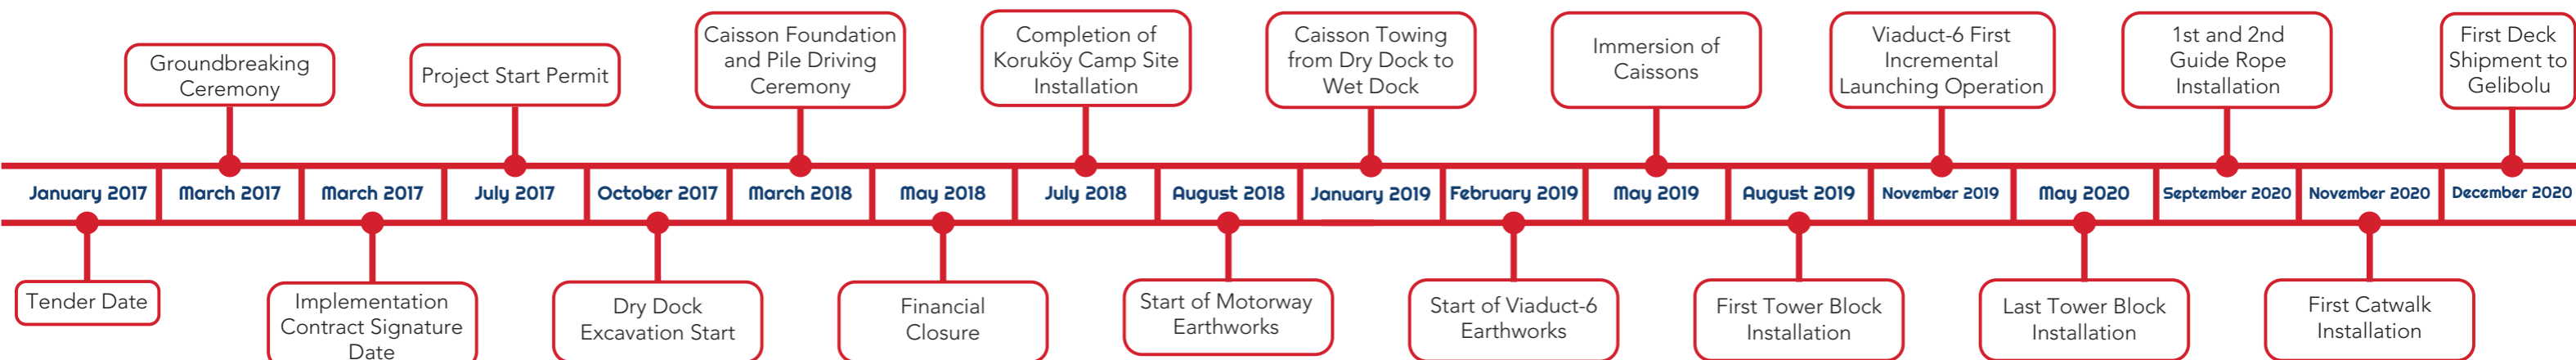 Groundbreaking
Ceremony
Project Start Permit
Caisson Foundation
and Pile Driving
Ceremony
Completion of
Koruköy Camp Site
Installation
Caisson Towing
from Dry Dock to
Wet Dock
Immersion of
Caissons
Viaduct-6 First
Incremental
Launching Operation
1st and 2nd
Guide Rope
Installation
First Deck
Shipment to
Gelibolu
January 2017
March 2017
March 2017
July 2017
October 2017
March 2018
May 2018
July 2018
August 2018
January 2019
February 2019
May 2019
August 2019
November 2019
May 2020
September 2020
November 2020
December 2020
Tender Date
Implementation
Contract Signature
Date
Dry Dock
Excavation Start
Financial
Closure
Start of Motorway
Earthworks
Start of Viaduct-6
Earthworks
First Tower Block
Installation
Last Tower Block
Installation
First Catwalk
Installation